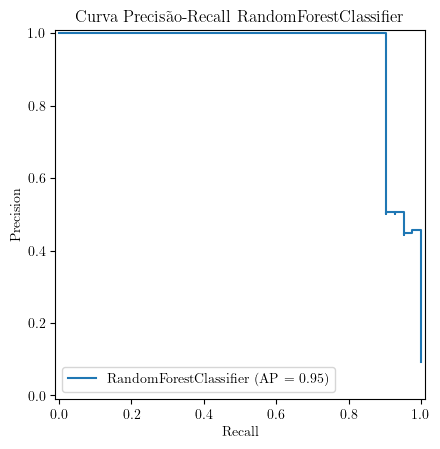 Curva Precisão-Recall RandomForestClassifier
1.0
0.8
0.6
0.4
0.2
0.0
Precision
RandomForestClassifier (AP = 0.95)
0.0 0.2 0.4 0.6 0.8 1.0
Recall